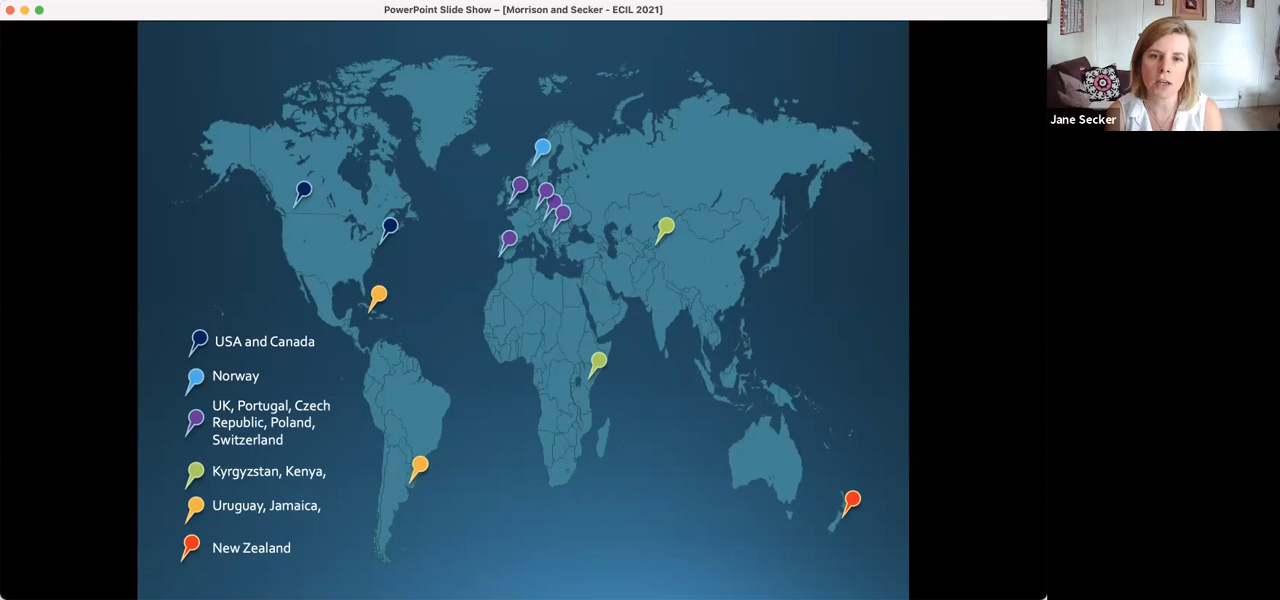 PowerPoint Slide Show – [Morrison and Secker - ECIL 2021]
Jane Secker
USA and Canada
Norway
UK, Portugal, Czech
Republic, Poland,
Switzerland
Kyrgyzstan, Kenya,
Uruguay, Jamaica,
New Zealand